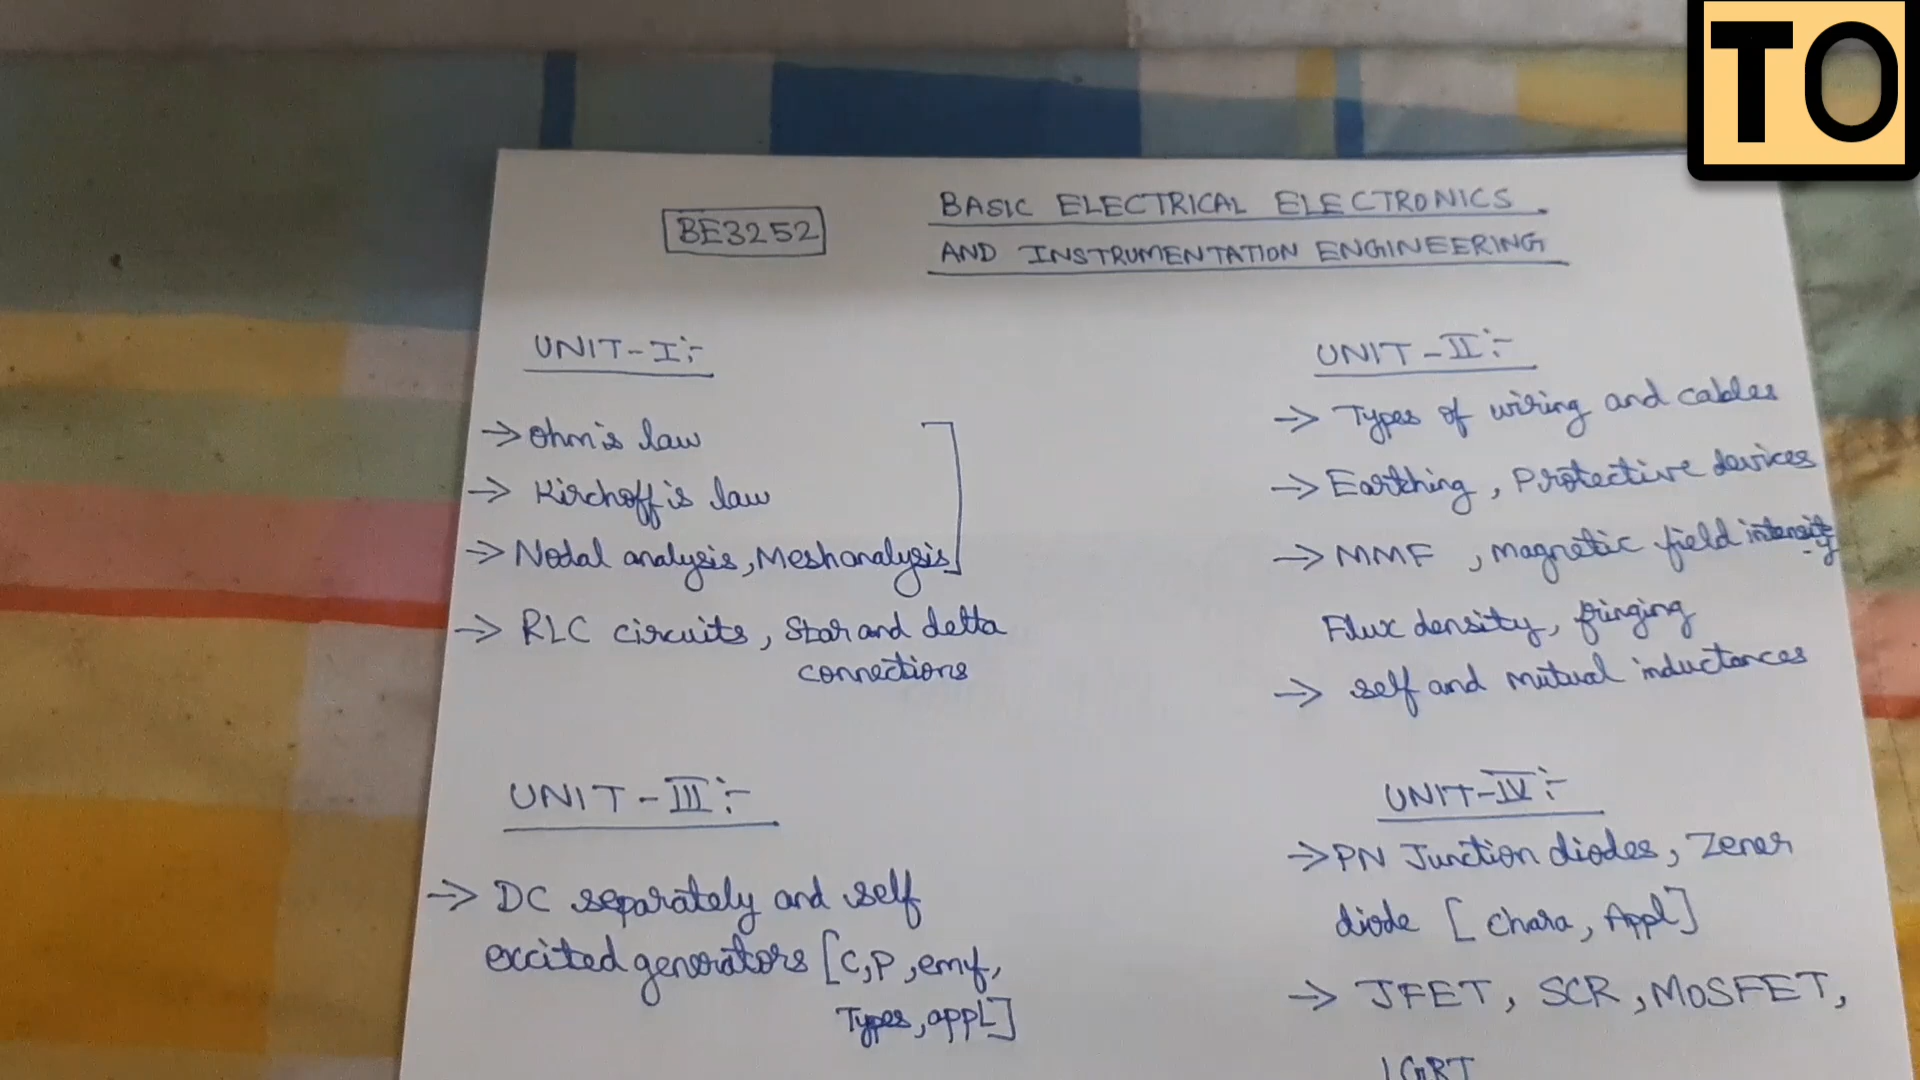 TO
BE3252
BASIC ELECTRICAL ELECTRONICS
AND INSTRUMENTATION ENGINEERING
UNIT-I:-
→ Ohm's law
→ Kirchoff's law
→ Nodal analysis, Mesh analysis
→ RLC circuits, Star and delta
connections
UNIT-II:-
→ Types of wiring and cables
→ Earthing, Protective devices
→ MMF, magnetic field intensity
Flux density, fringing
→ self and mutual inductances
UNIT-III:-
→ DC separately and self
excited generators [C, P, emf,
Types, appl]
UNIT-IV:-
→ PN Junction diodes, Zener
diode [chara, Appl]
→ JFET, SCR, MOSFET,
IGBT